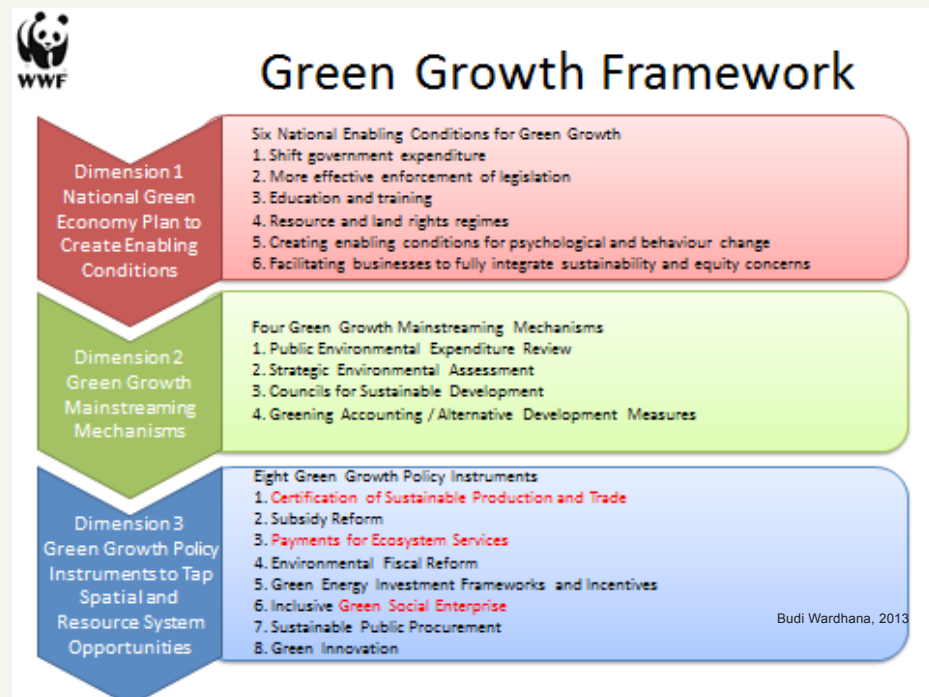 WWF
Green Growth Framework
Dimension 1
National Green
Economy Plan to
Create Enabling
Conditions
Six National Enabling Conditions for Green Growth
1. Shift government expenditure
2. More effective enforcement of legislation
3. Education and training
4. Resource and land rights regimes
5. Creating enabling conditions for psychological and behaviour change
6. Facilitating businesses to fully integrate sustainability and equity concerns
Dimension 2
Green Growth
Mainstreaming
Mechanisms
Four Green Growth Mainstreaming Mechanisms
1. Public Environmental Expenditure Review
2. Strategic Environmental Assessment
3. Councils for Sustainable Development
4. Greening Accounting / Alternative Development Measures
Dimension 3
Green Growth Policy
Instruments to Tap
Spatial and
Resource System
Opportunities
Eight Green Growth Policy Instruments
1. Certification of Sustainable Production and Trade
2. Subsidy Reform
3. Payments for Ecosystem Services
4. Environmental Fiscal Reform
5. Green Energy Investment Frameworks and Incentives
6. Inclusive Green Social Enterprise
7. Sustainable Public Procurement
8. Green Innovation
Budi Wardhana, 2013